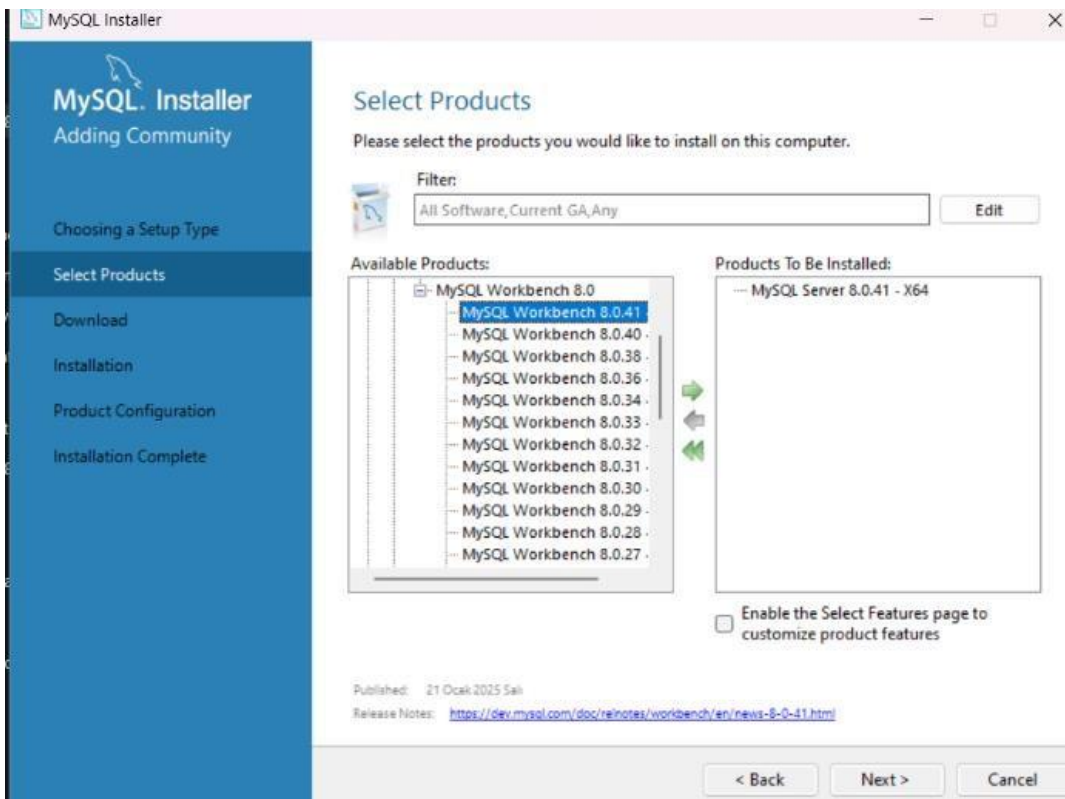 MySQL Installer
MySQL. Installer
Adding Community
Choosing a Setup Type
Select Products
Download
Installation
Product Configuration
Installation Complete
Select Products
Please select the products you would like to install on this computer.
Filter:
All Software,Current GA,Any
Edit
Available Products:
MySQL Workbench 8.0
MySQL Workbench 8.0.41 -
MySQL Workbench 8.0.40 -
MySQL Workbench 8.0.38 -
MySQL Workbench 8.0.36 -
MySQL Workbench 8.0.34 -
MySQL Workbench 8.0.33 -
MySQL Workbench 8.0.32 -
MySQL Workbench 8.0.31 -
MySQL Workbench 8.0.30 -
MySQL Workbench 8.0.29 -
MySQL Workbench 8.0.28 -
MySQL Workbench 8.0.27 -
Products To Be Installed:
MySQL Server 8.0.41 - X64
Enable the Select Features page to
customize product features
Published: 21 Ocak 2025 Salı
Release Notes: https://dev.mysql.com/doc/relnotes/workbench/en/news-8-0-41.html
< Back
Next >
Cancel